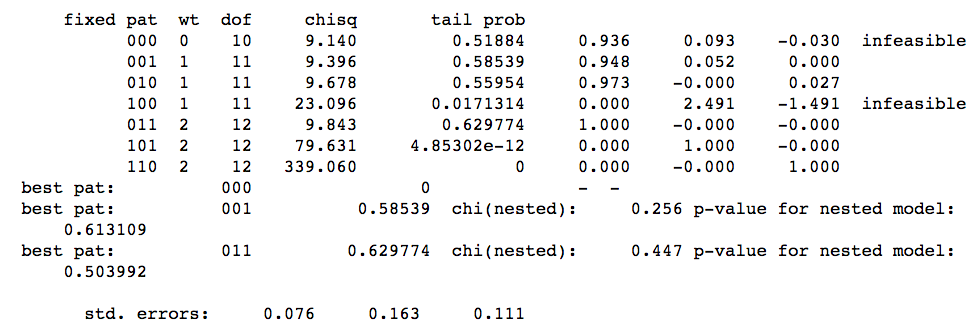 fixed pat  wt  dof     chisq       tail prob
      000  0    10     9.140         0.51884     0.936     0.093    -0.030  infeasible
      001  1    11     9.396         0.58539     0.948     0.052     0.000
      010  1    11     9.678         0.55954     0.973    -0.000     0.027
      100  1    11    23.096       0.0171314     0.000     2.491    -1.491  infeasible
      011  2    12     9.843        0.629774     1.000    -0.000    -0.000
      101  2    12    79.631     4.85302e-12     0.000     1.000    -0.000
      110  2    12   339.060               0     0.000    -0.000     1.000
best pat:          000                0              -  -
best pat:          001          0.58539  chi(nested):     0.256 p-value for nested model:
    0.613109
best pat:          011         0.629774  chi(nested):     0.447 p-value for nested model:
    0.503992
      std. errors:     0.076     0.163     0.111